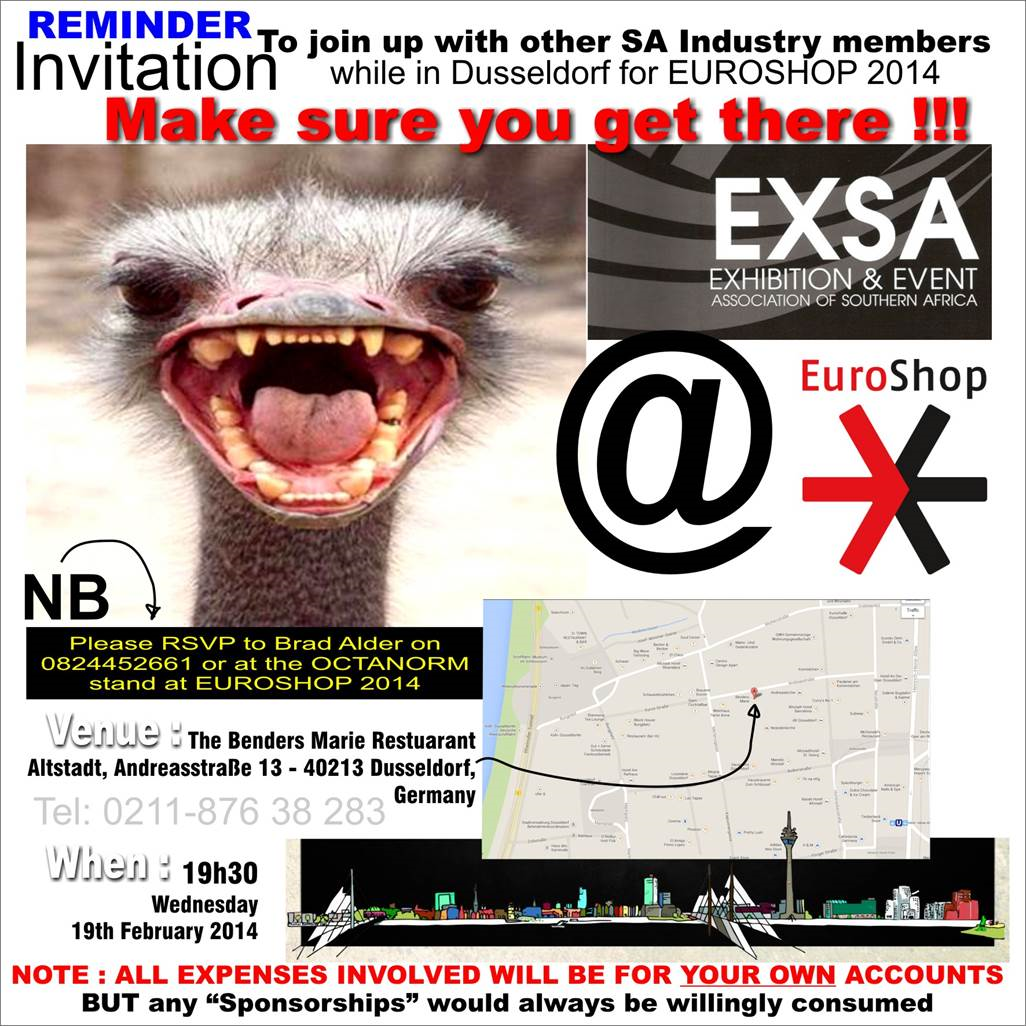 REMINDER
Invitation
To join up with other SA Industry members
while in Dusseldorf for EUROSHOP 2014
Make sure you get there !!!
EXSA
EXHIBITION & EVENT
ASSOCIATION OF SOUTHERN AFRICA
@
EuroShop
NB
Please RSVP to Brad Alder on
0824452661 or at the OCTANORM
stand at EUROSHOP 2014
Traffic
Venue :
The Benders Marie Restuarant
Altstadt, Andreasstraße 13 - 40213 Dusseldorf,
Germany
Tel: 0211-876 38 283
When :
19h30
Wednesday
19th February 2014
NOTE : ALL EXPENSES INVOLVED WILL BE FOR YOUR OWN ACCOUNTS
BUT any “Sponsorships” would always be willingly consumed